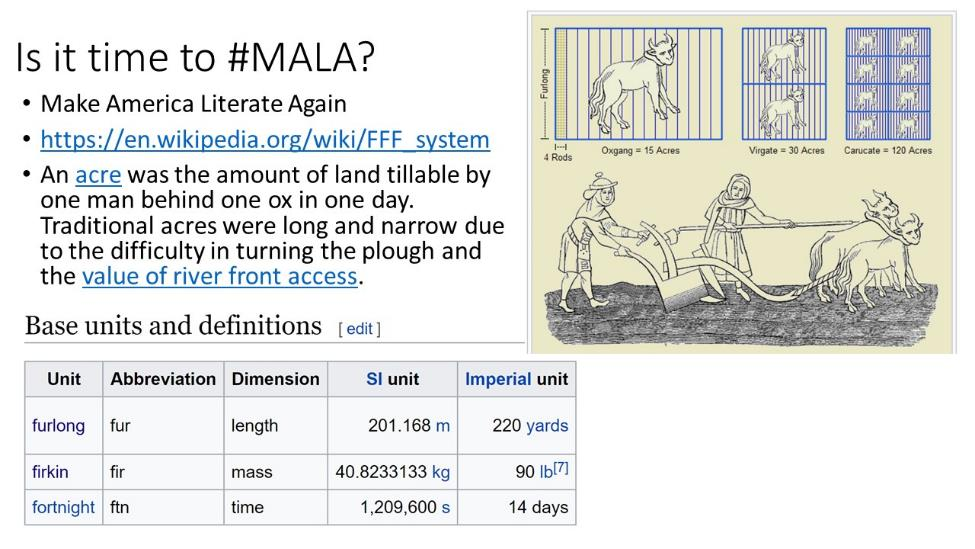 Is it time to #MALA?
• Make America Literate Again
• https://en.wikipedia.org/wiki/FFF_system
• An acre was the amount of land tillable by
one man behind one ox in one day.
Traditional acres were long and narrow due
to the difficulty in turning the plough and
the value of river front access.
Furlong
4 Rods
Oxgang = 15 Acres
Virgate = 30 Acres
Carucate = 120 Acres
Base units and definitions [ edit ]
Unit Abbreviation Dimension SI unit Imperial unit
furlong fur length 201.168 m 220 yards
firkin fir mass 40.8233133 kg 90 lb[7]
fortnight ftn time 1,209,600 s 14 days